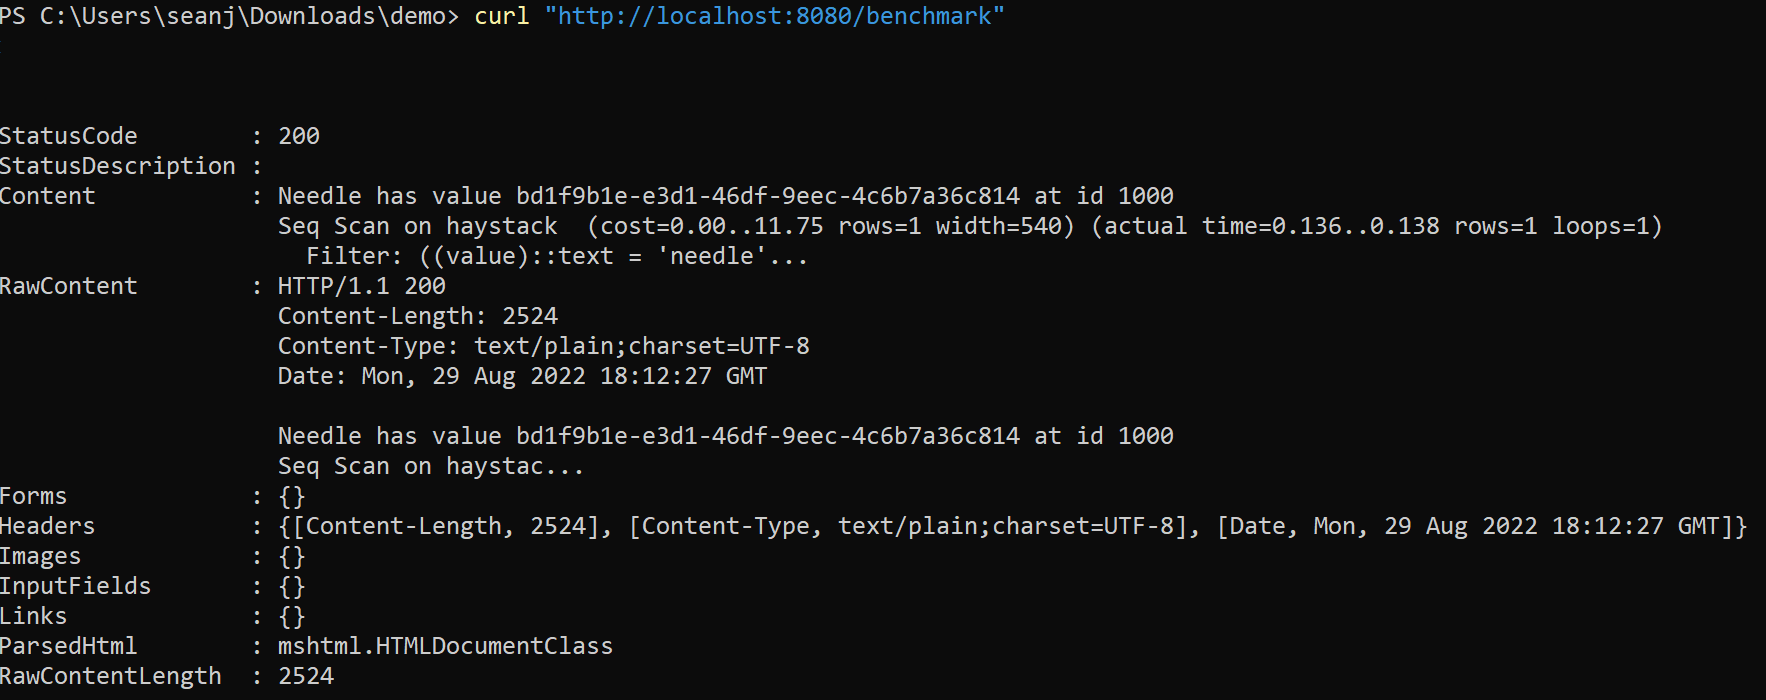 PS C:\Users\seanj\Downloads\demo> curl "http://localhost:8080/benchmark"
StatusCode        : 200
StatusDescription :
Content           : Needle has value bd1f9b1e-e3d1-46df-9eec-4c6b7a36c814 at id 1000
                    Seq Scan on haystack  (cost=0.00..11.75 rows=1 width=540) (actual time=0.136..0.138 rows=1 loops=1)
                      Filter: ((value)::text = 'needle'...
RawContent        : HTTP/1.1 200
                    Content-Length: 2524
                    Content-Type: text/plain;charset=UTF-8
                    Date: Mon, 29 Aug 2022 18:12:27 GMT

                    Needle has value bd1f9b1e-e3d1-46df-9eec-4c6b7a36c814 at id 1000
                    Seq Scan on haystac...
Forms             : {}
Headers           : {[Content-Length, 2524], [Content-Type, text/plain;charset=UTF-8], [Date, Mon, 29 Aug 2022 18:12:27 GMT]}
Images            : {}
InputFields       : {}
Links             : {}
ParsedHtml        : mshtml.HTMLDocumentClass
RawContentLength  : 2524